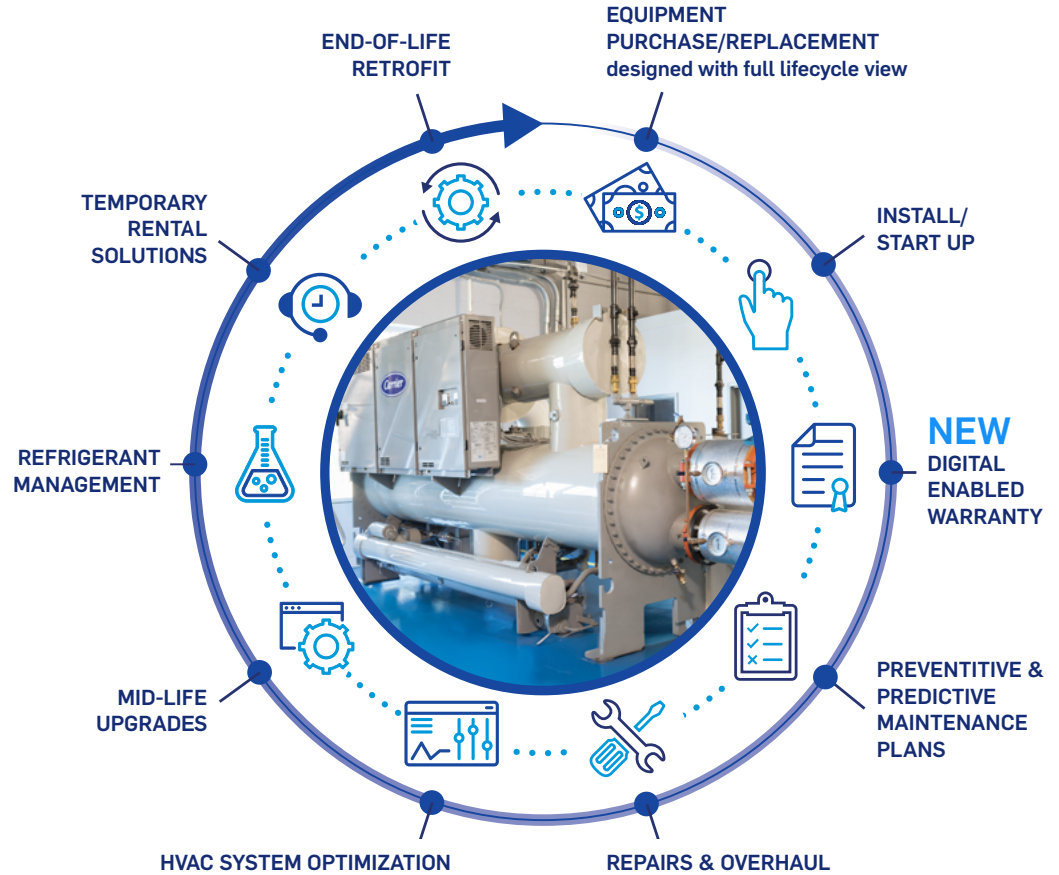 EQUIPMENT
PURCHASE/REPLACEMENT
designed with full lifecycle view
INSTALL/
START UP
NEW
DIGITAL
ENABLED
WARRANTY
PREVENTITIVE &
PREDICTIVE
MAINTENANCE
PLANS
REPAIRS & OVERHAUL
HVAC SYSTEM OPTIMIZATION
MID-LIFE
UPGRADES
REFRIGERANT
MANAGEMENT
TEMPORARY
RENTAL
SOLUTIONS
END-OF-LIFE
RETROFIT
$
Carrier